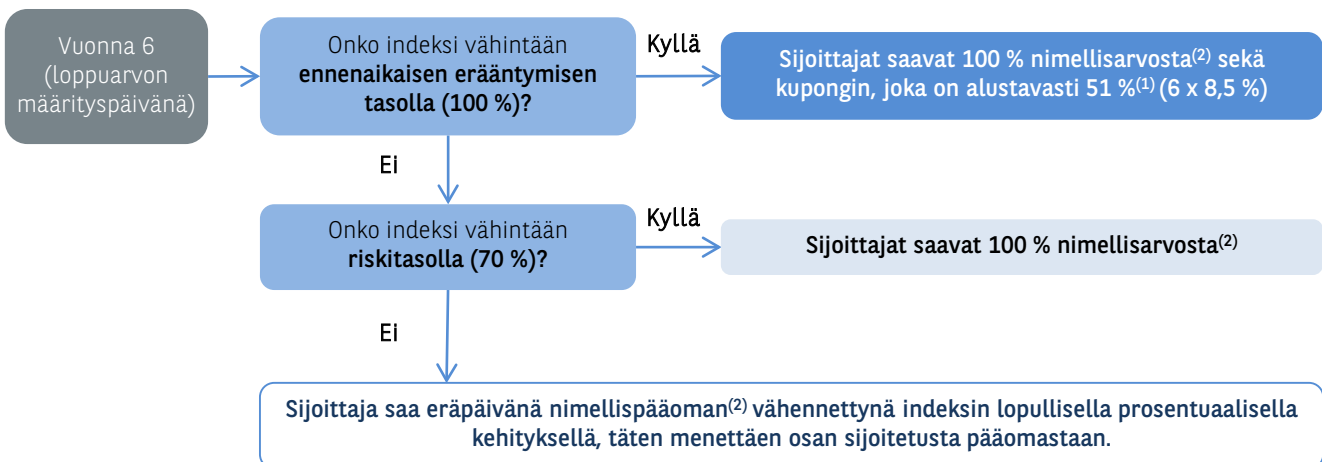 Vuonna 6
(loppuarvon
määrityspäivänä)
Onko indeksi vähintään
ennenaikaisen erääntymisen
tasolla (100 %)?
Kyllä
Sijoittajat saavat 100 % nimellisarvosta(2) sekä
kupongin, joka on alustavasti 51 %(1) (6 x 8,5 %)
Ei
Onko indeksi vähintään
riskitasolla (70 %)?
Kyllä
Sijoittajat saavat 100 % nimellisarvosta(2)
Ei
Sijoittaja saa eräpäivänä nimellispääoman(2) vähennettynä indeksin lopullisella prosentuaalisella
kehityksellä, täten menettäen osan sijoitetusta pääomastaan.